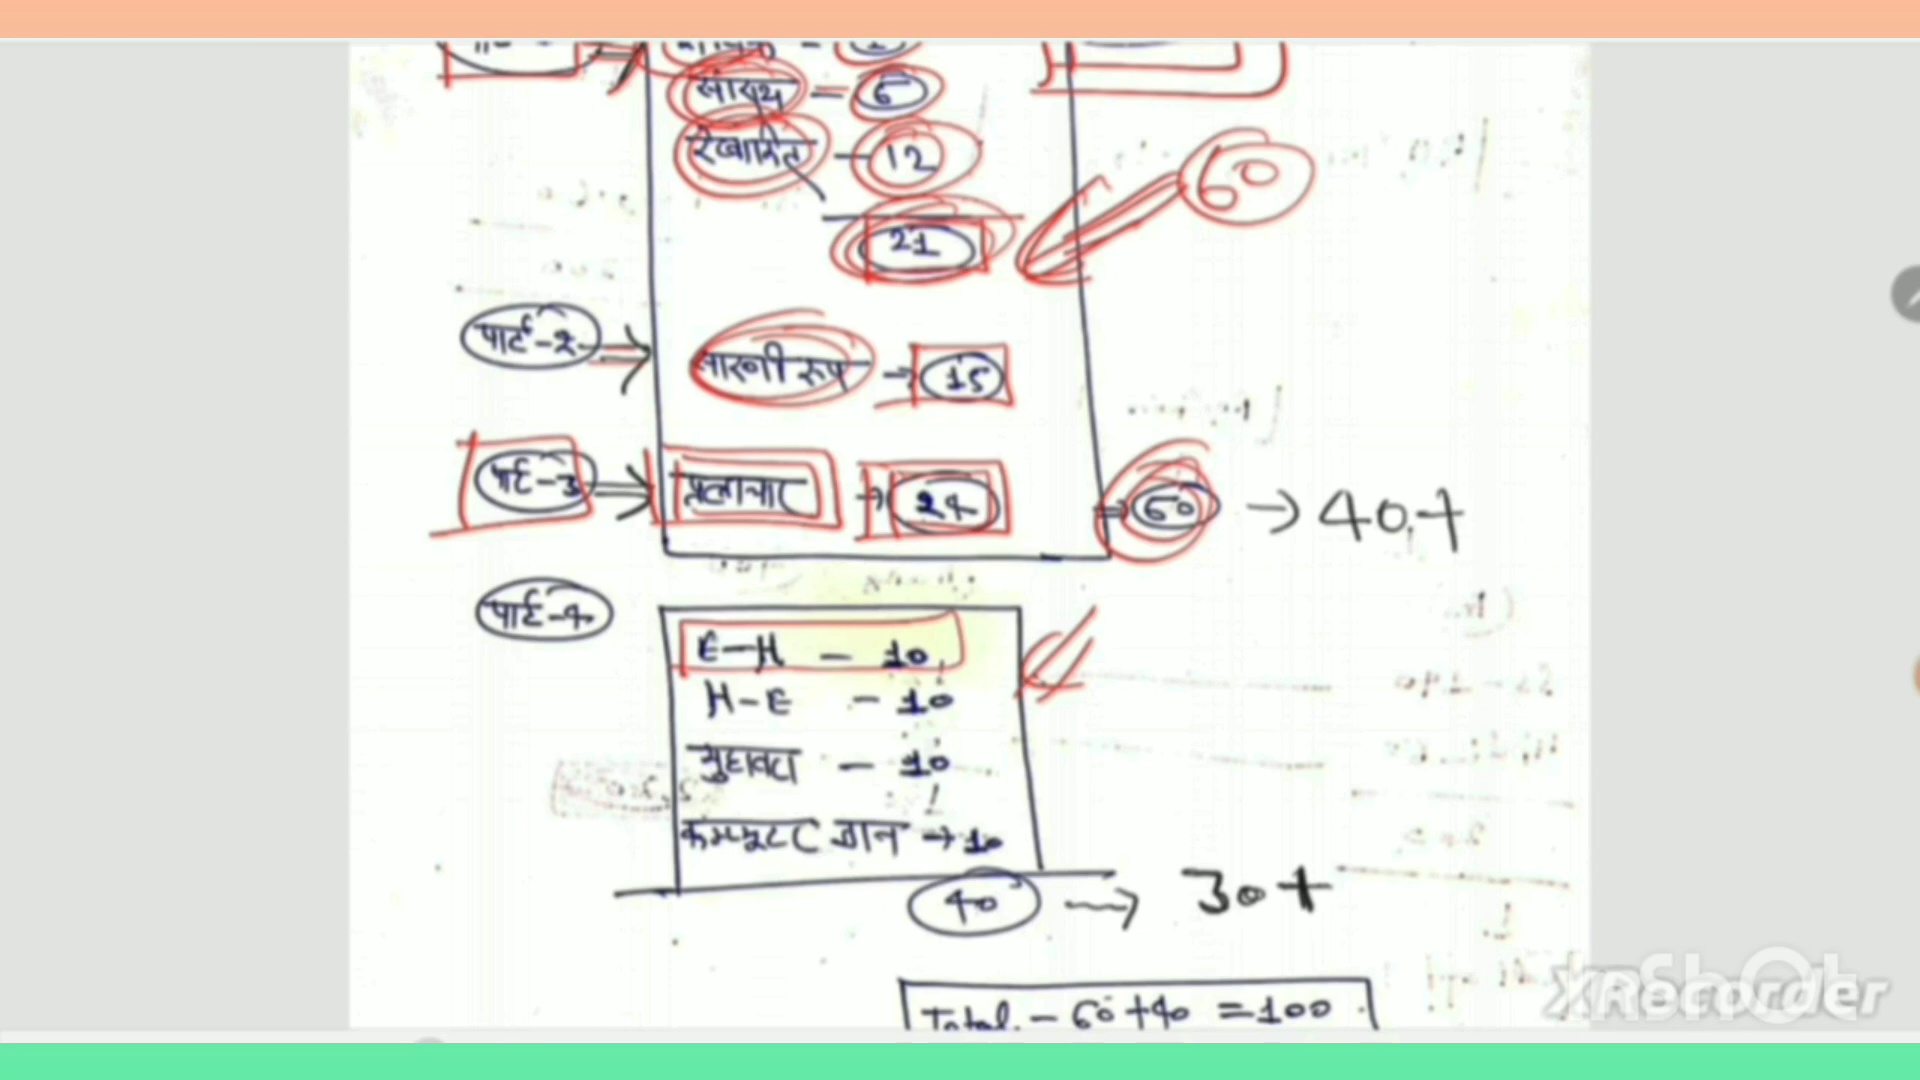 साराय – 6
रेखांकित – 12
60
21
पार्ट-2
सारणी रूप → 15
पार्ट-3
पत्राचार → 24
⇒ 60 → 40+
पार्ट-4
E-H – 10
H-E – 10
मुहावरा – 10
कम्प्यूटर ज्ञान → 10
40 → 30+
Total. – 60+40 = 100
XRecorder